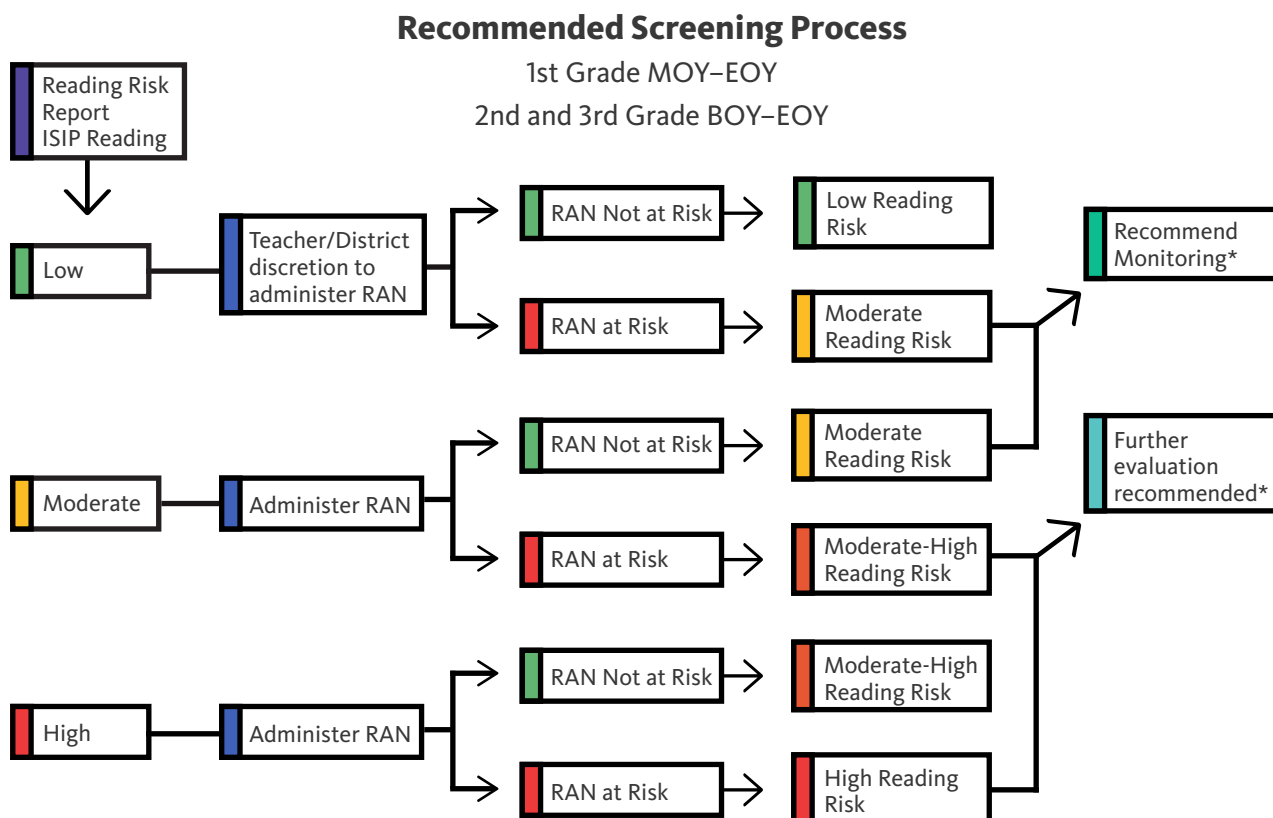 Recommended Screening Process
1st Grade MOY–EOY
2nd and 3rd Grade BOY–EOY
Reading Risk
Report
ISIP Reading
Low
Teacher/District
discretion to
administer RAN
RAN Not at Risk
Low Reading
Risk
RAN at Risk
Moderate
Reading Risk
Recommend
Monitoring*
Moderate
Administer RAN
RAN Not at Risk
Moderate
Reading Risk
RAN at Risk
Moderate-High
Reading Risk
Further
evaluation
recommended*
High
Administer RAN
RAN Not at Risk
Moderate-High
Reading Risk
RAN at Risk
High Reading
Risk